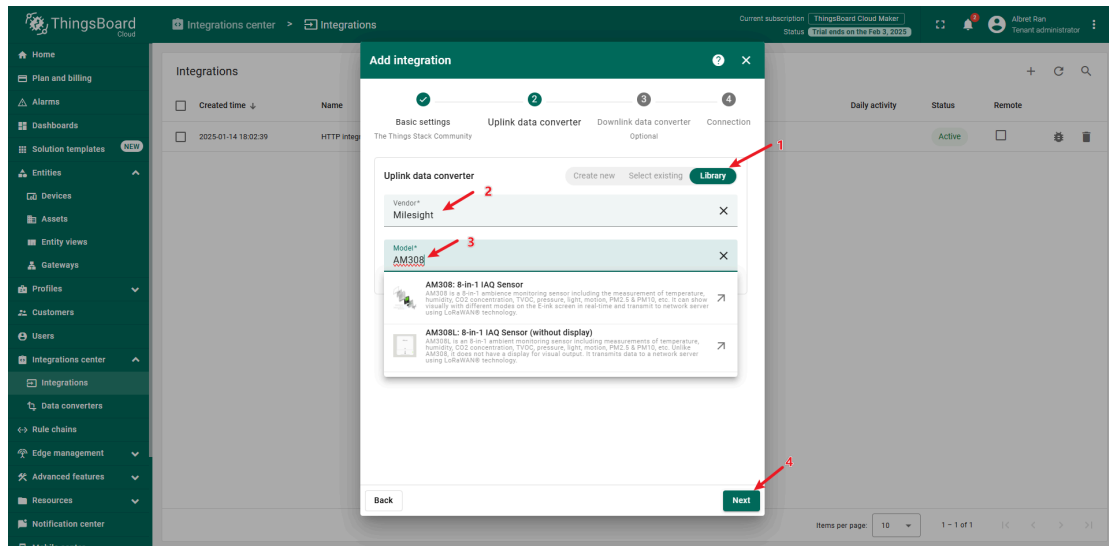 ThingsBoard
Cloud
Integrations center > Integrations
Current subscription ThingsBoard Cloud Maker
Status Trial ends on the Feb 3, 2025
2
Albret Ran
Tenant administrator
Home
Plan and billing
Alarms
Dashboards
Solution templates NEW
Entities
Devices
Assets
Entity views
Gateways
Profiles
Customers
Users
Integrations center
Integrations
Data converters
Rule chains
Edge management
Advanced features
Resources
Notification center
Integrations
Created time Name Daily activity Status Remote
2025-01-14 18:02:39 HTTP integ Active
Add integration
2 3 4
Basic settings Uplink data converter Downlink data converter Connection
The Things Stack Community Optional
1
Uplink data converter Create new Select existing Library
2
Vendor*
Milesight
3
Model*
AM308
AM308: 8-in-1 IAQ Sensor
AM308 is a 8-in-1 ambience monitoring sensor including the measurement of temperature,
humidity, CO2 concentration, TVOC, pressure, light, motion, PM2.5 & PM10, etc. It can show
visually with different modes on the E-ink screen in real-time and transmit to network server
using LoRaWAN® technology.
AM308L: 8-in-1 IAQ Sensor (without display)
AM308L is an 8-in-1 ambient monitoring sensor including measurements of temperature,
humidity, CO2 concentration, TVOC, pressure, light, motion, PM2.5 & PM10, etc. Unlike
AM308, it does not have a display for visual output. It transmits data to a network server
using LoRaWAN® technology.
4
Back Next
Items per page: 10 1 – 1 of 1